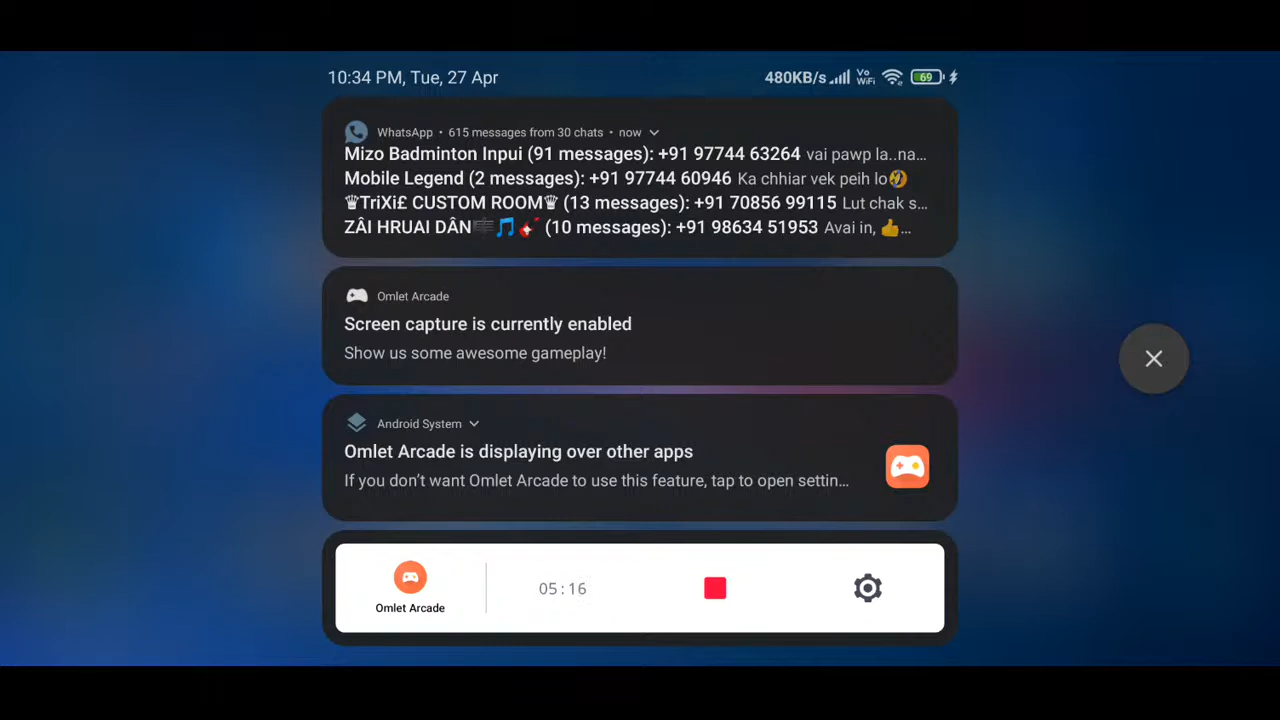 10:34 PM, Tue, 27 Apr
480KB/s Vo WiFi 69
WhatsApp • 615 messages from 30 chats • now
Mizo Badminton Inpui (91 messages): +91 97744 63264 vai pawp la..na…
Mobile Legend (2 messages): +91 97744 60946 Ka chhiar vek peih lo🤣
♕TriXi£ CUSTOM ROOM♕ (13 messages): +91 70856 99115 Lut chak s…
ZÂI HRUAI DÂN🎼🎵🎸 (10 messages): +91 98634 51953 Avai in, 👍…
Omlet Arcade
Screen capture is currently enabled
Show us some awesome gameplay!
Android System
Omlet Arcade is displaying over other apps
If you don’t want Omlet Arcade to use this feature, tap to open settin…
05:16
Omlet Arcade